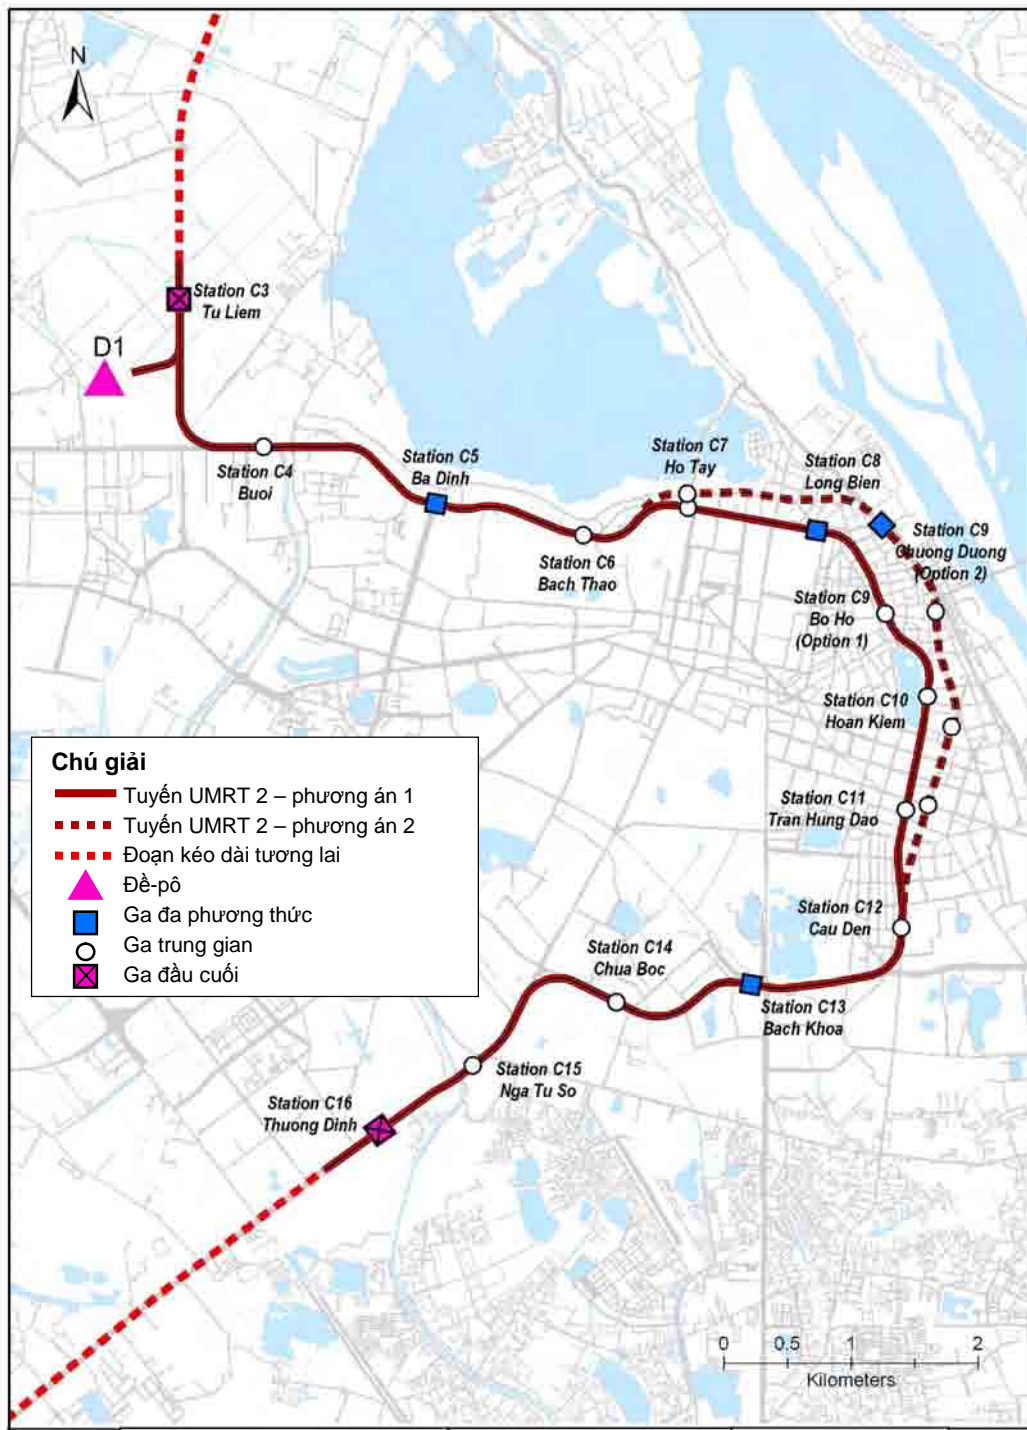 N
Station C3
Tu Liem
D1
Station C4
Buoi
Station C5
Ba Dinh
Station C6
Bach Thao
Station C7
Ho Tay
Station C8
Long Bien
Station C9
Chuong Duong
(Option 2)
Station C9
Bo Ho
(Option 1)
Station C10
Hoan Kiem
Station C11
Tran Hung Dao
Station C12
Cau Den
Station C13
Bach Khoa
Station C14
Chua Boc
Station C15
Nga Tu So
Station C16
Thuong Dinh
Chú giải
Tuyến UMRT 2 – phương án 1
Tuyến UMRT 2 – phương án 2
Đoạn kéo dài tương lai
Đề-pô
Ga đa phương thức
Ga trung gian
Ga đầu cuối
0 0.5 1 2
Kilometers